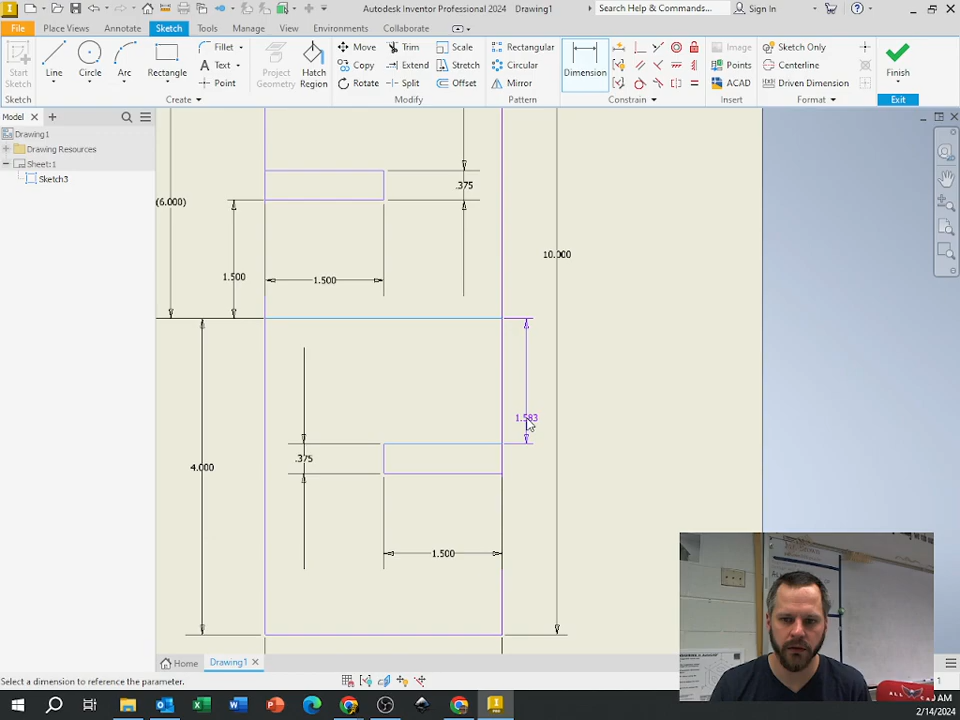 Autodesk Inventor Professional 2024 Drawing1
Search Help & Commands...
Sign In
File Place Views Annotate Sketch Tools Manage View Environments Collaborate
Start Sketch
Line
Circle
Arc
Rectangle
Fillet
Text
Point
Project Geometry
Hatch Region
Move
Copy
Rotate
Trim
Extend
Split
Scale
Stretch
Offset
Rectangular
Circular
Mirror
Dimension
Image
Points
ACAD
Sketch Only
Centerline
Driven Dimension
Finish
Sketch Create Modify Pattern Constrain Insert Format Exit
Model
Drawing1
Drawing Resources
Sheet:1
Sketch3
.375
(6.000)
10.000
1.500
1.500
1.583
.375
4.000
1.500
Home Drawing1
Select a dimension to reference the parameter.
AM
2/14/2024